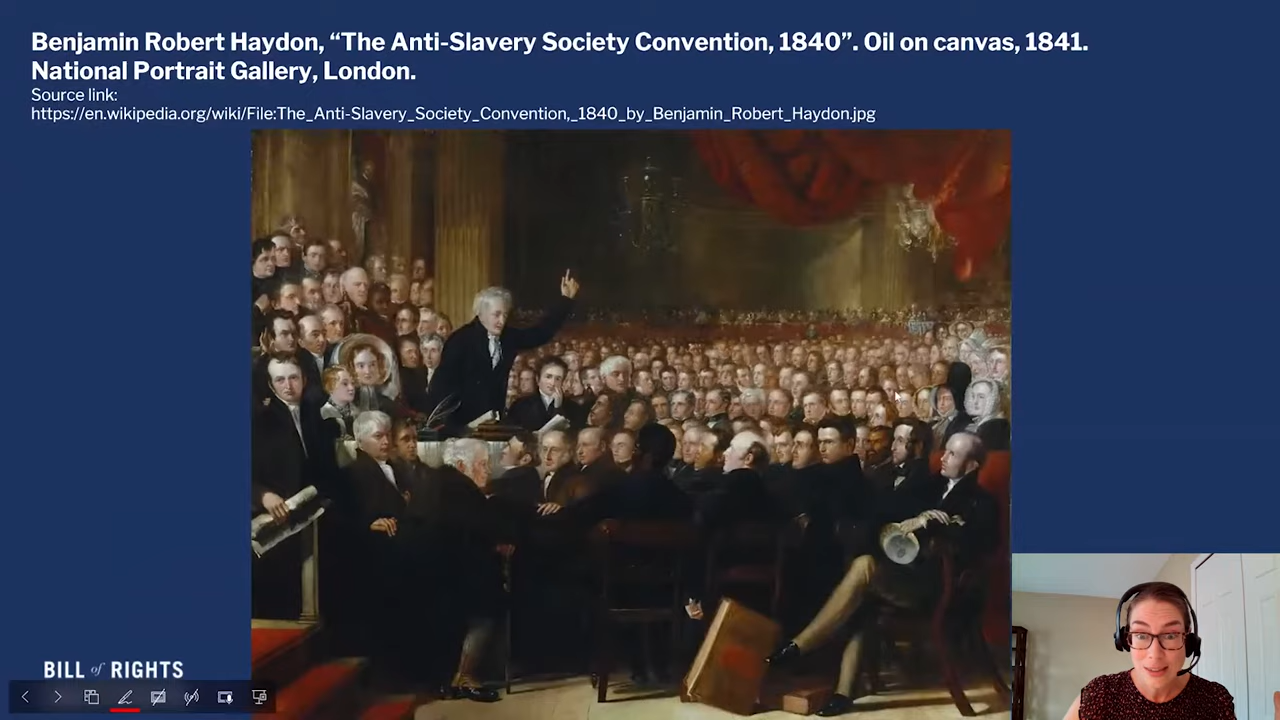 Benjamin Robert Haydon, “The Anti-Slavery Society Convention, 1840”. Oil on canvas, 1841.
National Portrait Gallery, London.
Source link:
https://en.wikipedia.org/wiki/File:The_Anti-Slavery_Society_Convention,_1840_by_Benjamin_Robert_Haydon.jpg
BILL of RIGHTS